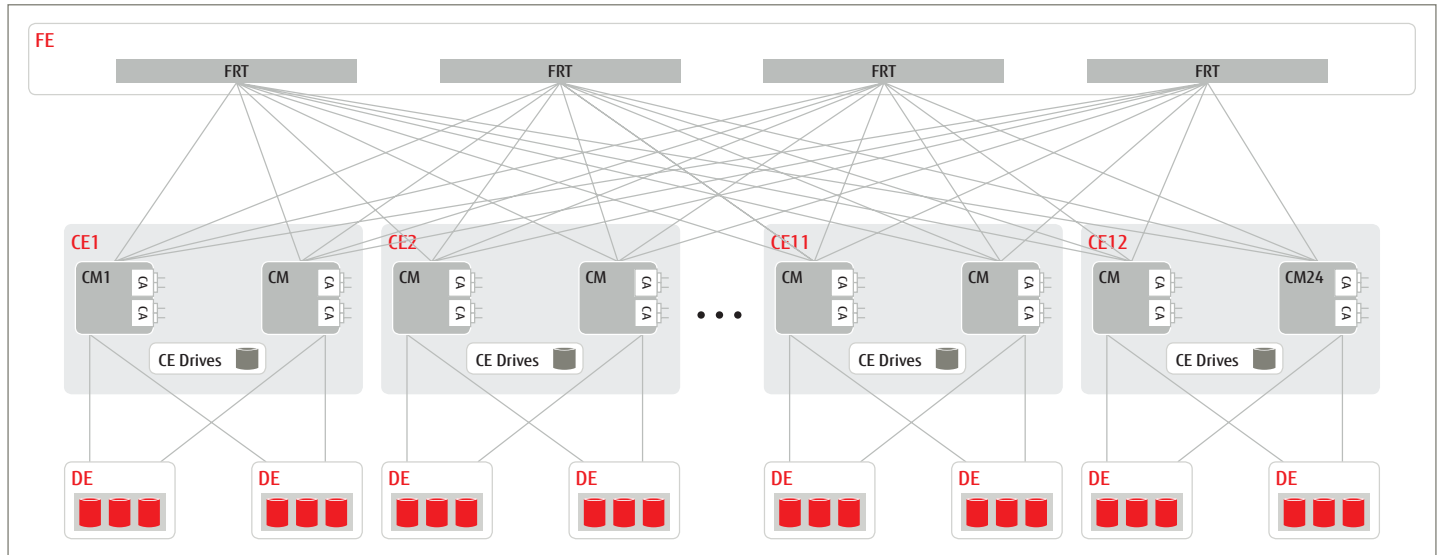 FE
FRT FRT FRT FRT
CE1 CE2 CE11 CE12
CM1 CA CM CA CM CA CM CA CM CA CM CA CM CA CM24 CA
CA CA CA CA CA CA CA CA
• • •
CE Drives CE Drives CE Drives CE Drives
DE DE DE DE DE DE DE DE